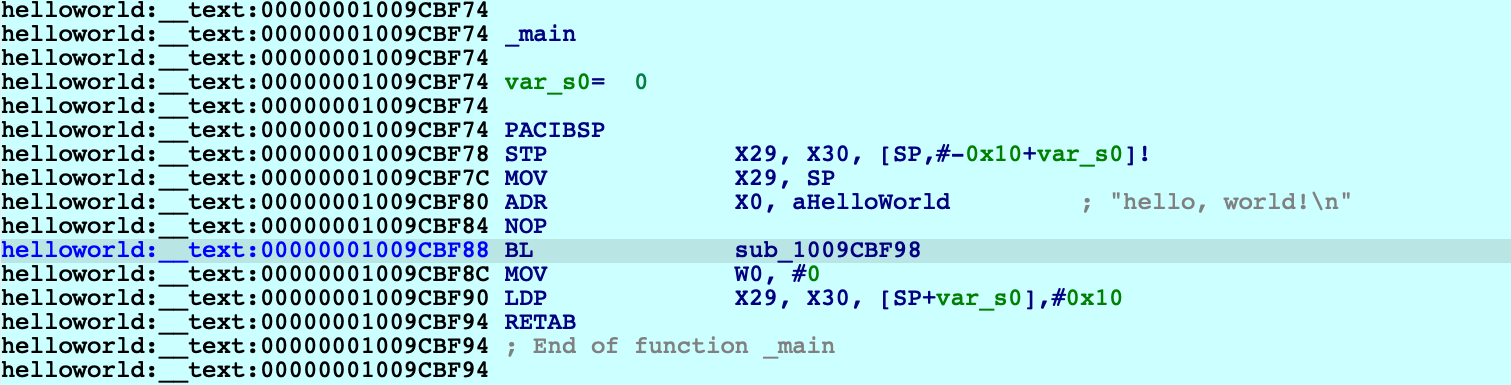 helloworld:__text:00000001009CBF74
helloworld:__text:00000001009CBF74 _main
helloworld:__text:00000001009CBF74
helloworld:__text:00000001009CBF74 var_s0=  0
helloworld:__text:00000001009CBF74
helloworld:__text:00000001009CBF74 PACIBSP
helloworld:__text:00000001009CBF78 STP             X29, X30, [SP,#-0x10+var_s0]!
helloworld:__text:00000001009CBF7C MOV             X29, SP
helloworld:__text:00000001009CBF80 ADR             X0, aHelloWorld         ; "hello, world!\n"
helloworld:__text:00000001009CBF84 NOP
helloworld:__text:00000001009CBF88 BL              sub_1009CBF98
helloworld:__text:00000001009CBF8C MOV             W0, #0
helloworld:__text:00000001009CBF90 LDP             X29, X30, [SP+var_s0],#0x10
helloworld:__text:00000001009CBF94 RETAB
helloworld:__text:00000001009CBF94 ; End of function _main
helloworld:__text:00000001009CBF94